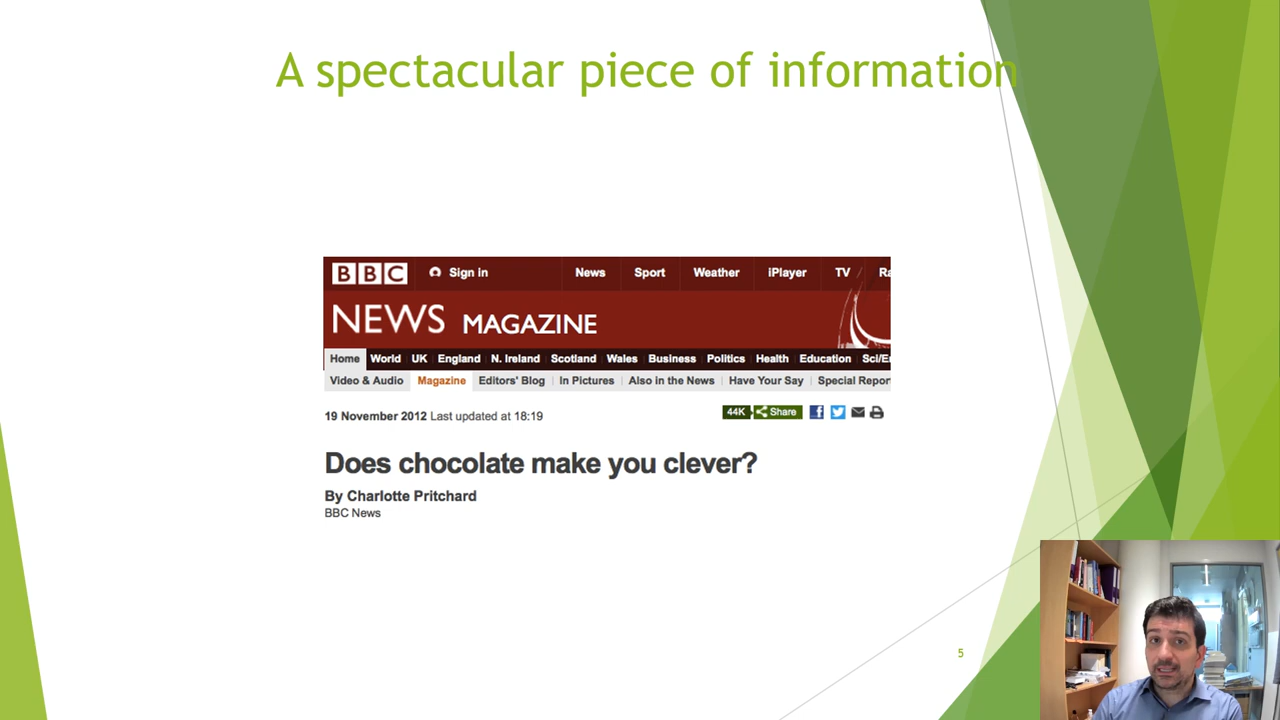 A spectacular piece of information
BBC Sign in News Sport Weather iPlayer TV
NEWS MAGAZINE
Home World UK England N. Ireland Scotland Wales Business Politics Health Education
Video & Audio Magazine Editors' Blog In Pictures Also in the News Have Your Say Special
19 November 2012 Last updated at 18:19 44K Share
Does chocolate make you clever?
By Charlotte Pritchard
BBC News
5